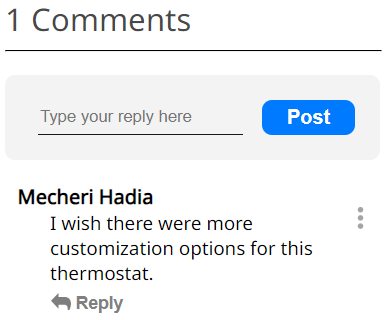 1 Comments
Type your reply here
Post
Mecheri Hadia
I wish there were more
customization options for this
thermostat.
Reply